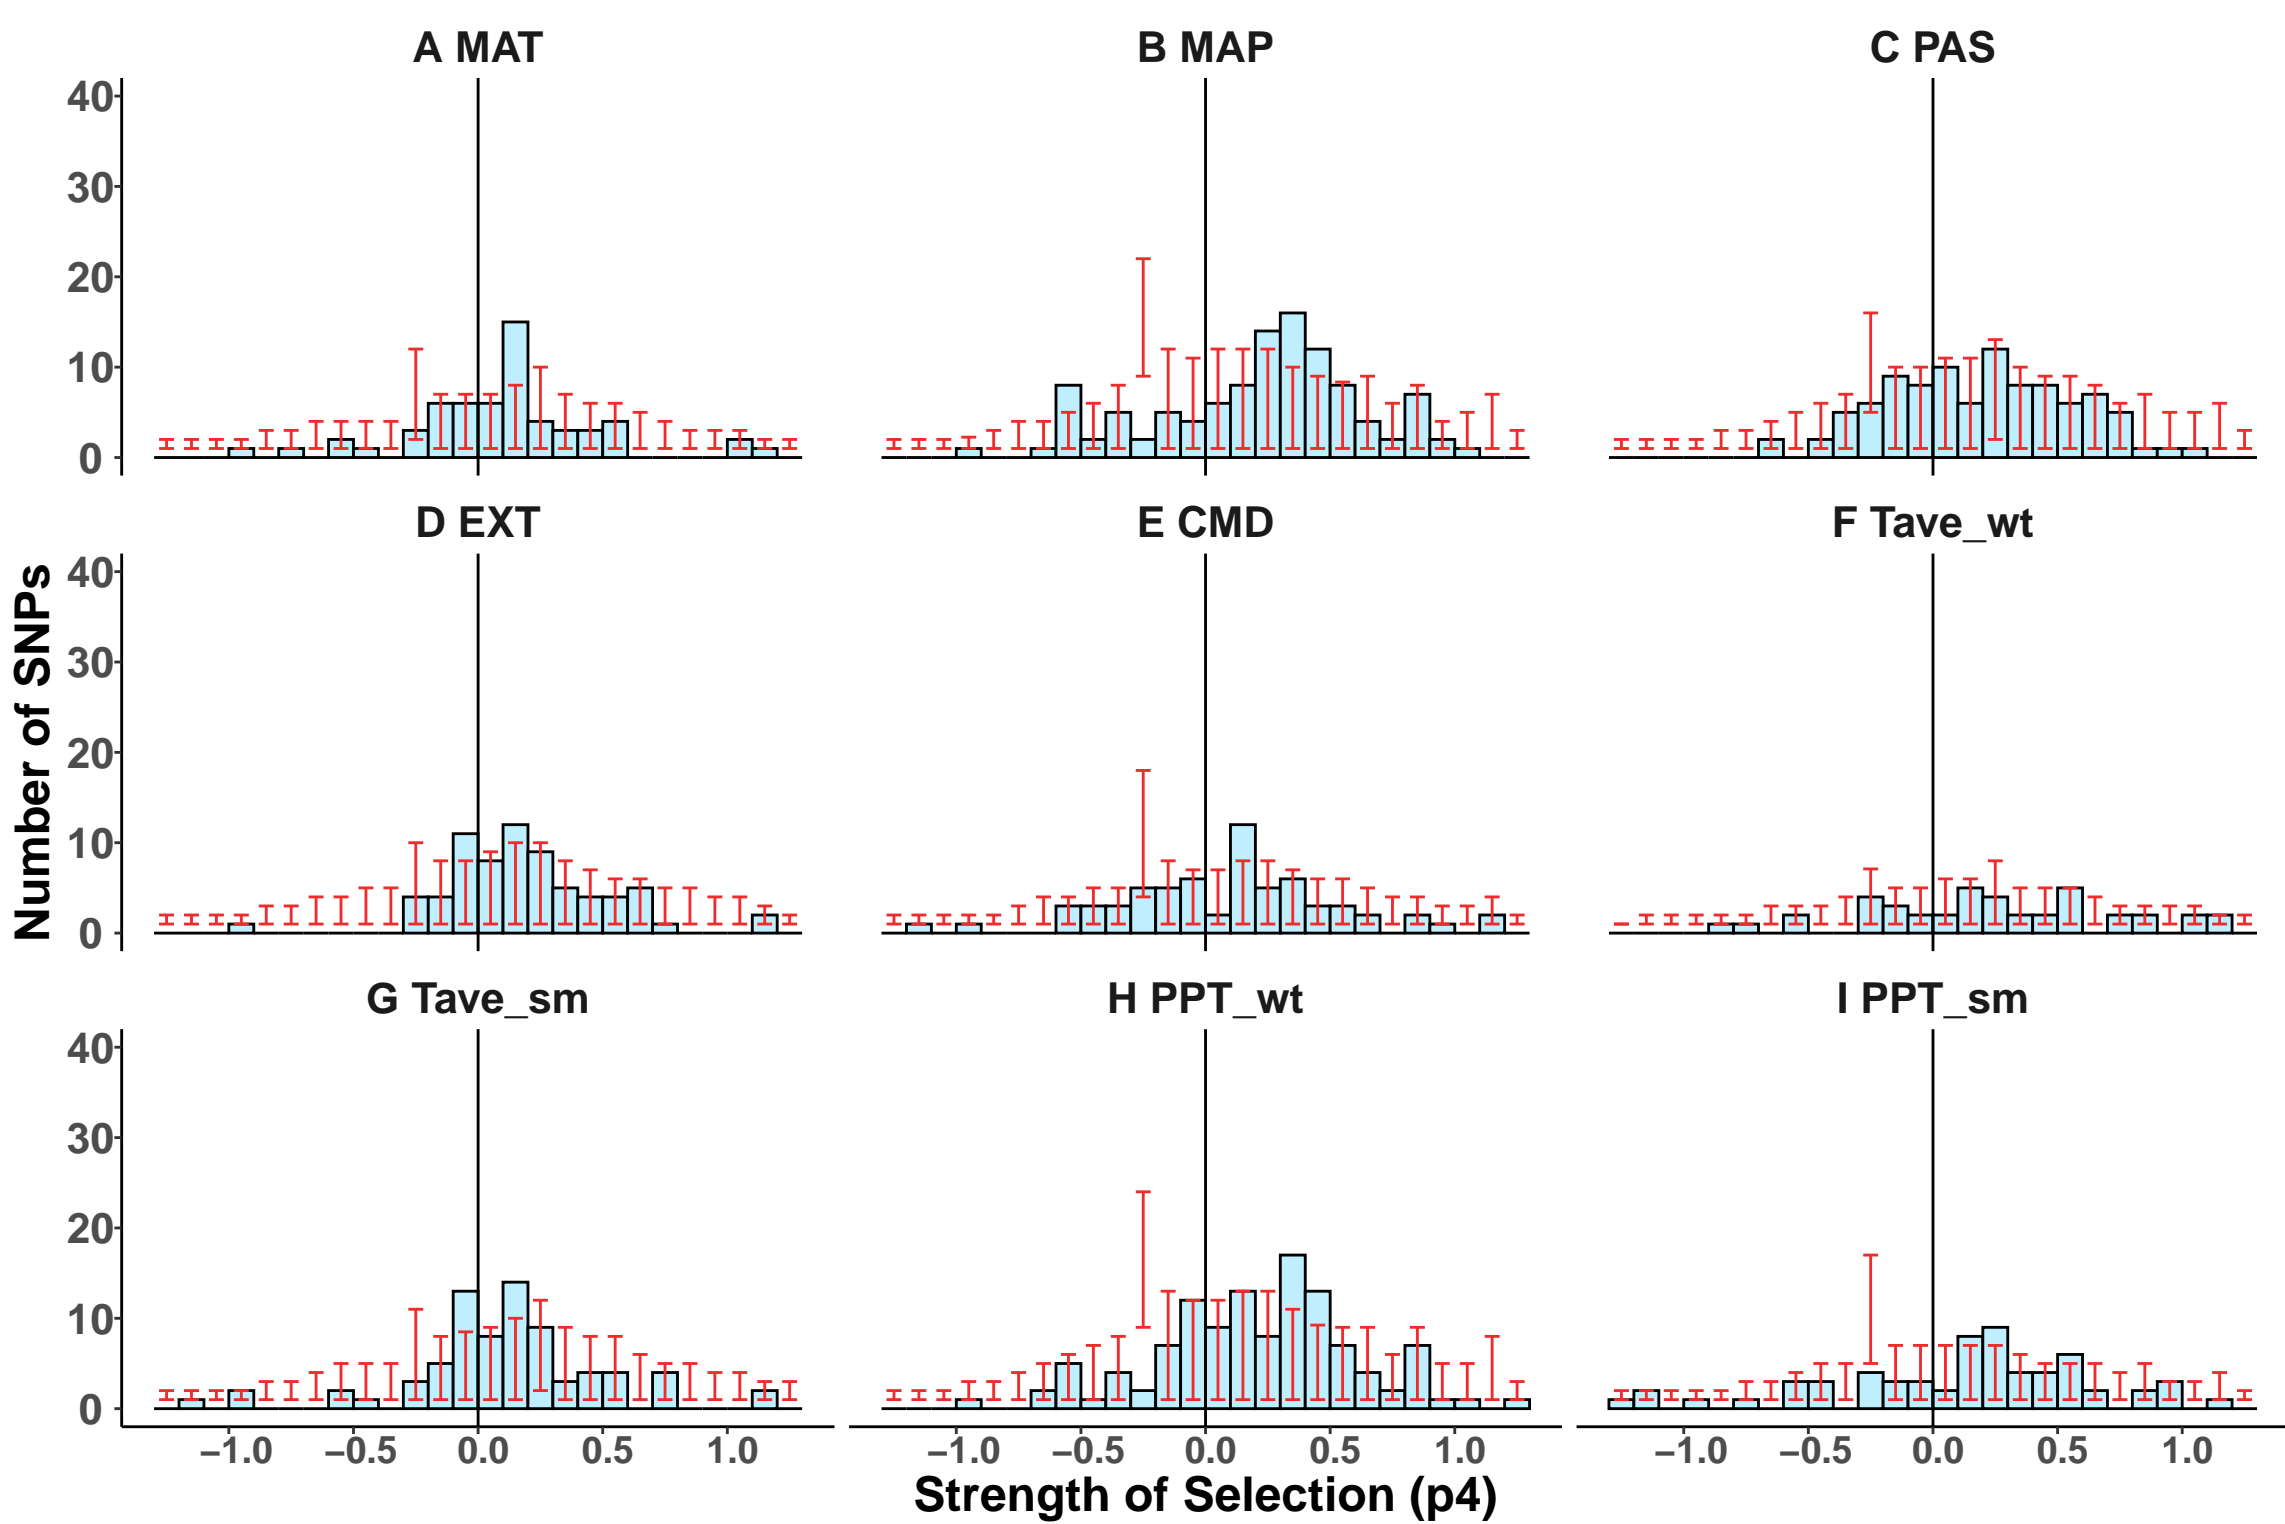 A MAT
B MAP
C PAS
40
30
20
10
0
D EXT
E CMD
F Tave_wt
Number of SNPs
40
30
20
10
0
G Tave_sm
H PPT_wt
I PPT_sm
40
30
20
10
0
−1.0 −0.5 0.0 0.5 1.0
−1.0 −0.5 0.0 0.5 1.0
−1.0 −0.5 0.0 0.5 1.0
Strength of Selection (p4)